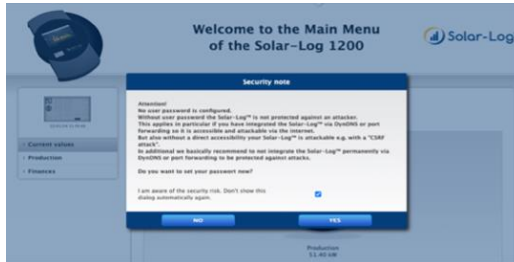 Welcome to the Main Menu
of the Solar-Log 1200
Solar-Log
Security note
Attention!
No user password is configured.
Without user password the Solar-Log™ is not protected against an attacker.
This applies in particular if you have integrated the Solar-Log™ via DynDNS or port
forwarding so it is accessible and attackable via the internet.
But also without a direct accessibility your Solar-Log™ is attackable e.g. with a "CSRF
attack".
In additional we basically recommend to not integrate the Solar-Log™ permanently via
DynDNS or port forwarding to be protected against attacks.
Do you want to set your passwort now?
I am aware of the security risk. Don't show this
dialog automatically again.
NO
YES
Current values
Production
Finances
Production
51.40 kW